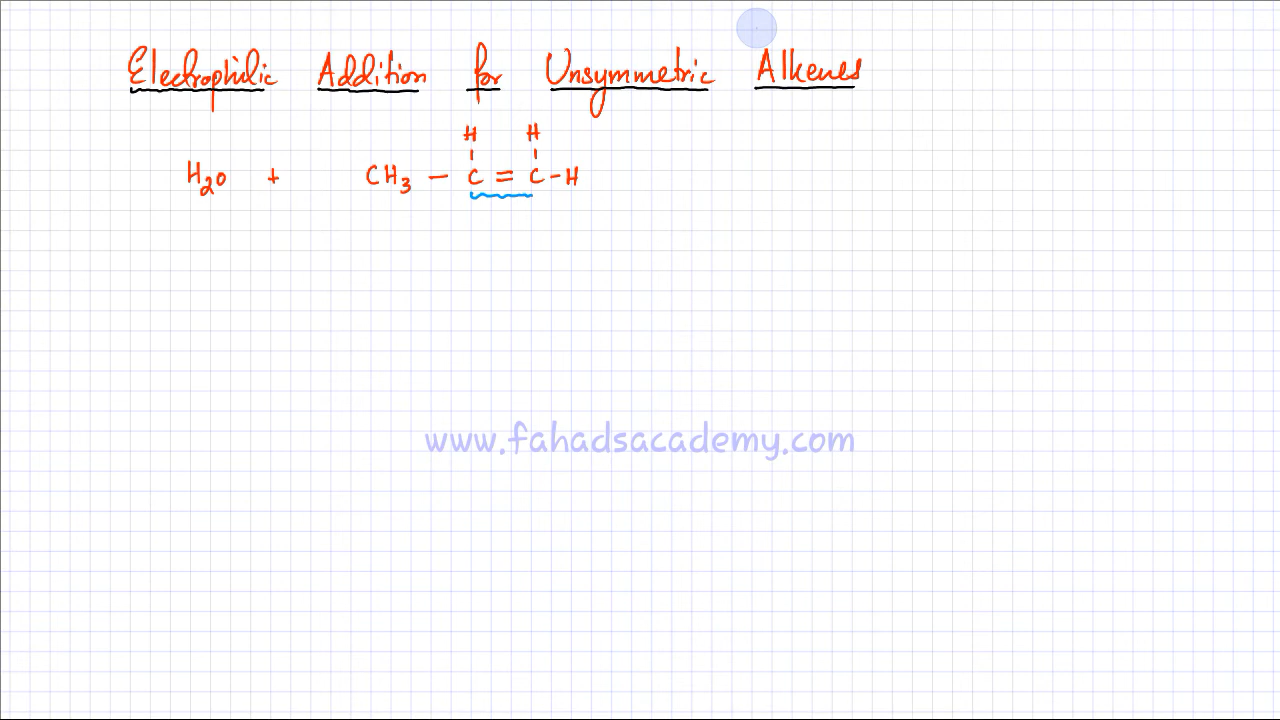 Electrophilic Addition for Unsymmetric Alkenes
H H
H₂O + CH₃ – C = C – H
www.fahadsacademy.com